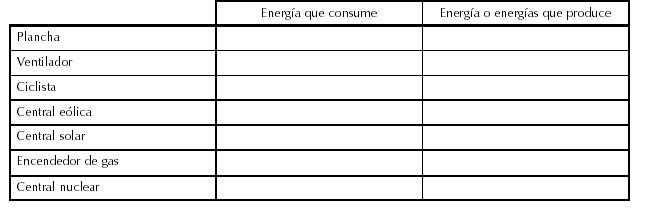 Energía que consume Energía o energías que produce
Plancha
Ventilador
Ciclista
Central eólica
Central solar
Encendedor de gas
Central nuclear